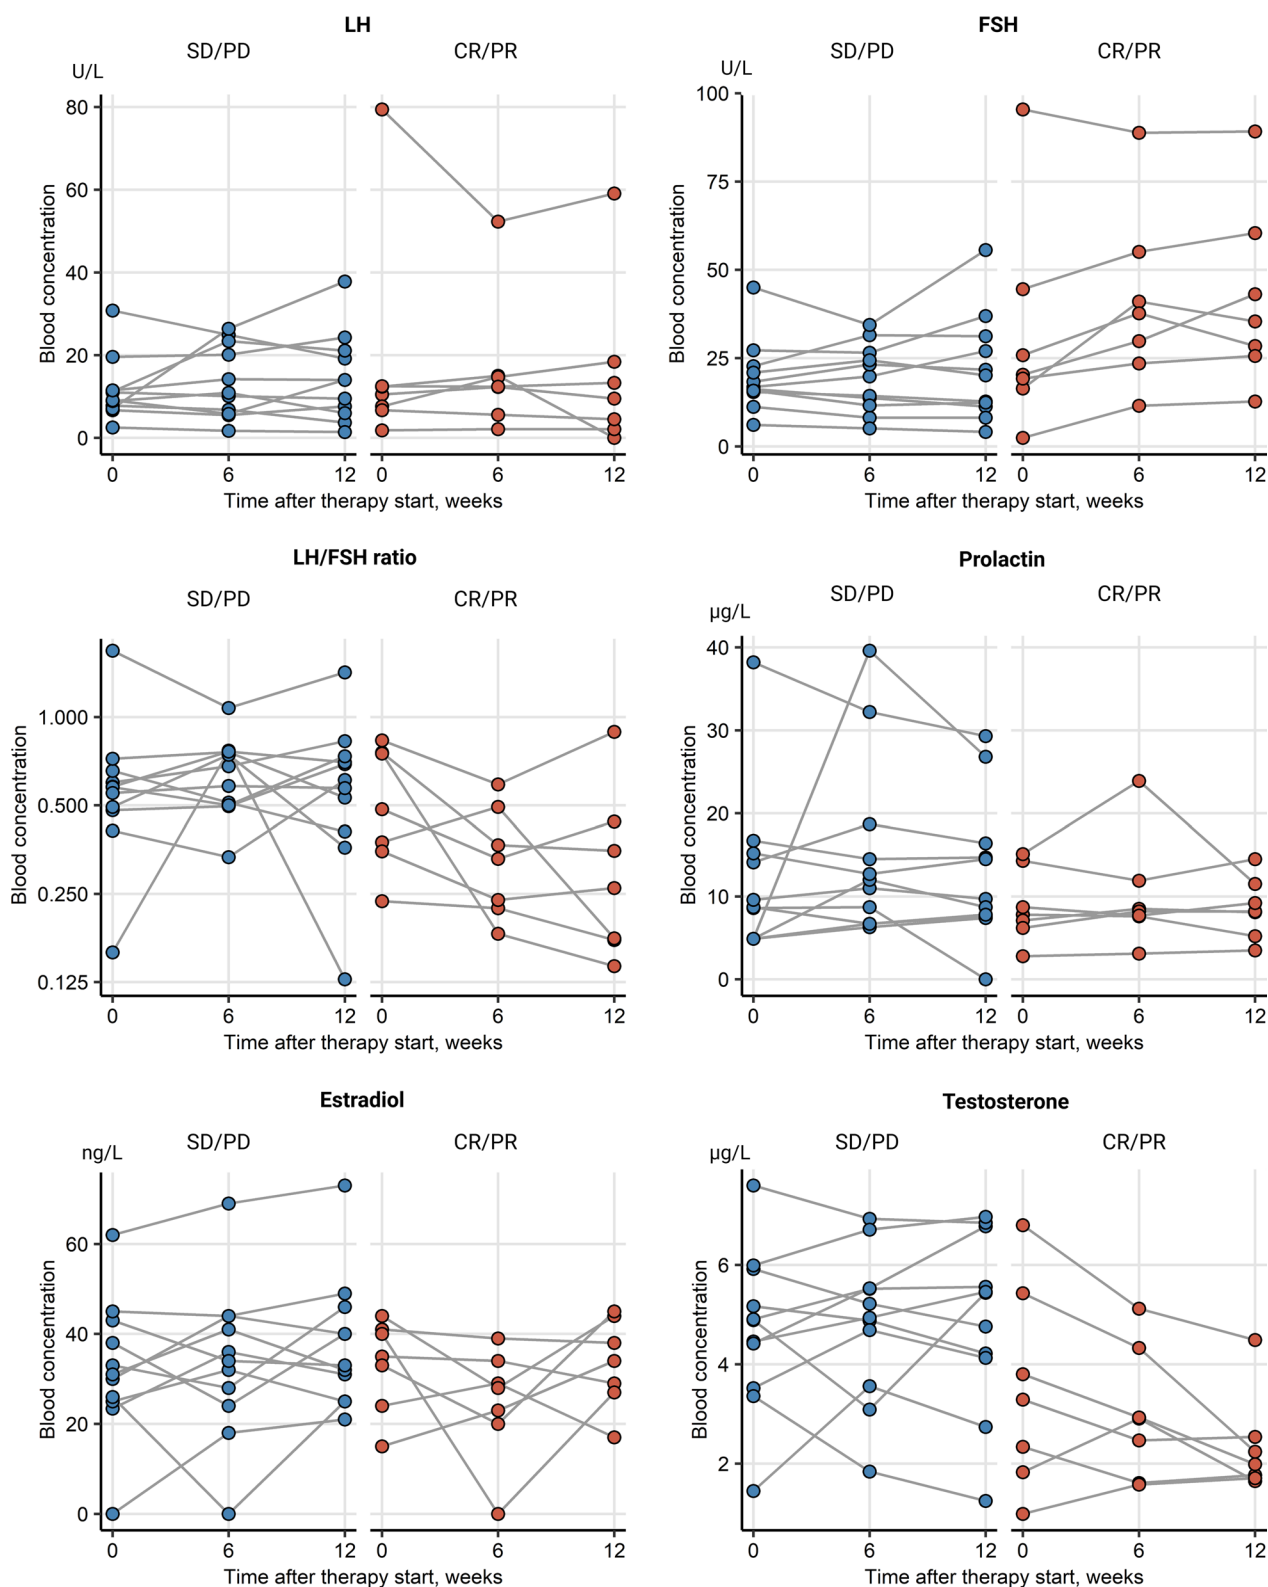 LH
SD/PD
CR/PR
U/L
Blood concentration
80
60
40
20
0
0
6
12
0
6
12
Time after therapy start, weeks
FSH
SD/PD
CR/PR
U/L
Blood concentration
100
75
50
25
0
0
6
12
0
6
12
Time after therapy start, weeks
LH/FSH ratio
SD/PD
CR/PR
Blood concentration
1.000
0.500
0.250
0.125
0
6
12
0
6
12
Time after therapy start, weeks
Prolactin
SD/PD
CR/PR
µg/L
Blood concentration
40
30
20
10
0
0
6
12
0
6
12
Time after therapy start, weeks
Estradiol
SD/PD
CR/PR
ng/L
Blood concentration
60
40
20
0
0
6
12
0
6
12
Time after therapy start, weeks
Testosterone
SD/PD
CR/PR
µg/L
Blood concentration
6
4
2
0
6
12
0
6
12
Time after therapy start, weeks